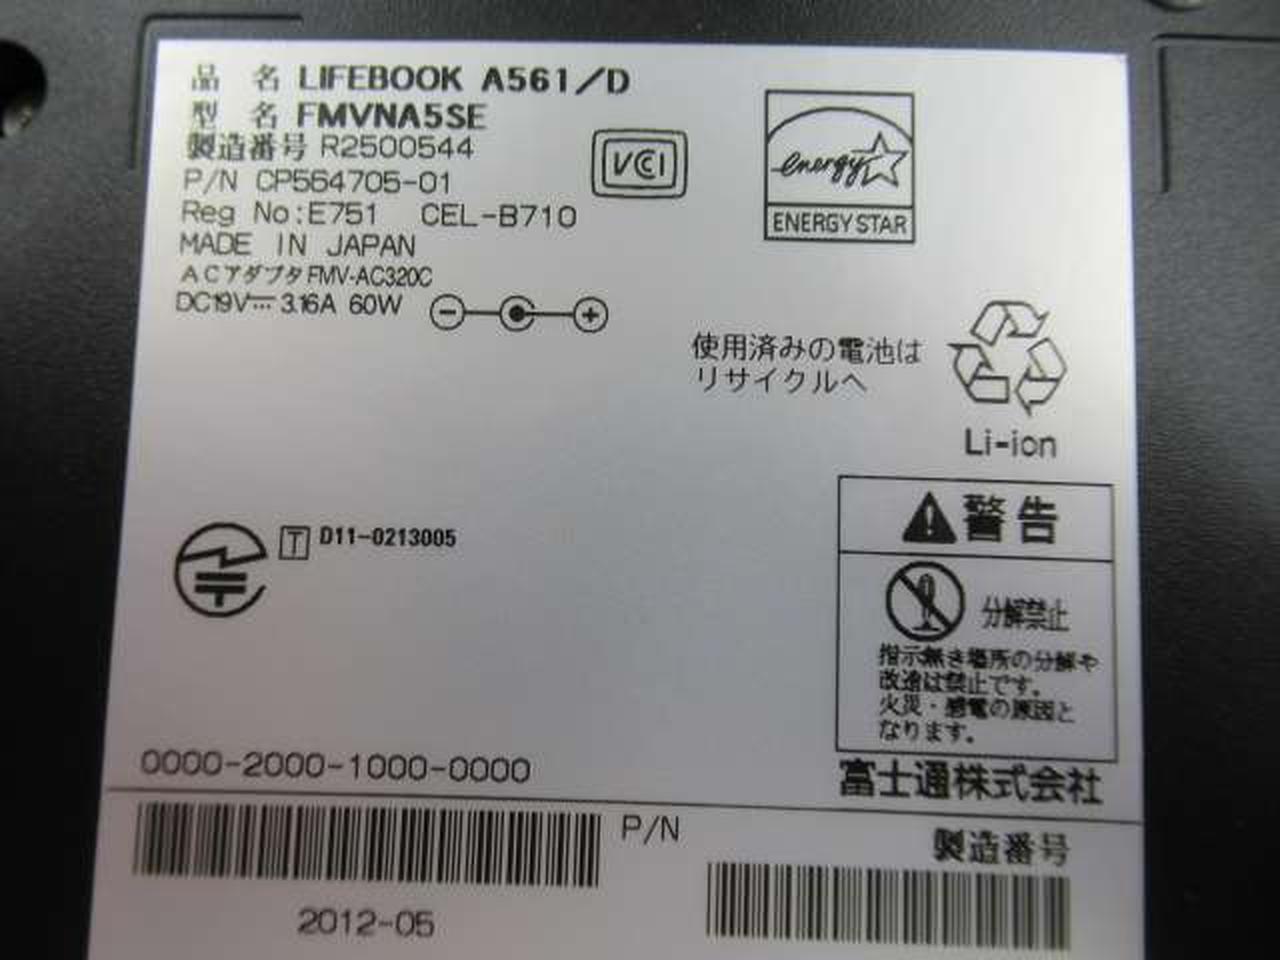 品 名 LIFEBOOK A561/D
型 名 FMVNA5SE
製造番号 R2500544
P/N CP564705-01
Reg No:E751 CEL-B710
MADE IN JAPAN
ACアダプタ FMV-AC320C
DC19V⎓ 3.16A 60W
VCCI
energy
ENERGY STAR
使用済みの電池は
リサイクルへ
Li-ion
T D11-0213005
警告
分解禁止
指示無き場所の分解や
改造は禁止です。
火災・感電の原因と
なります。
0000-2000-1000-0000
富士通株式会社
P/N
製造番号
2012-05